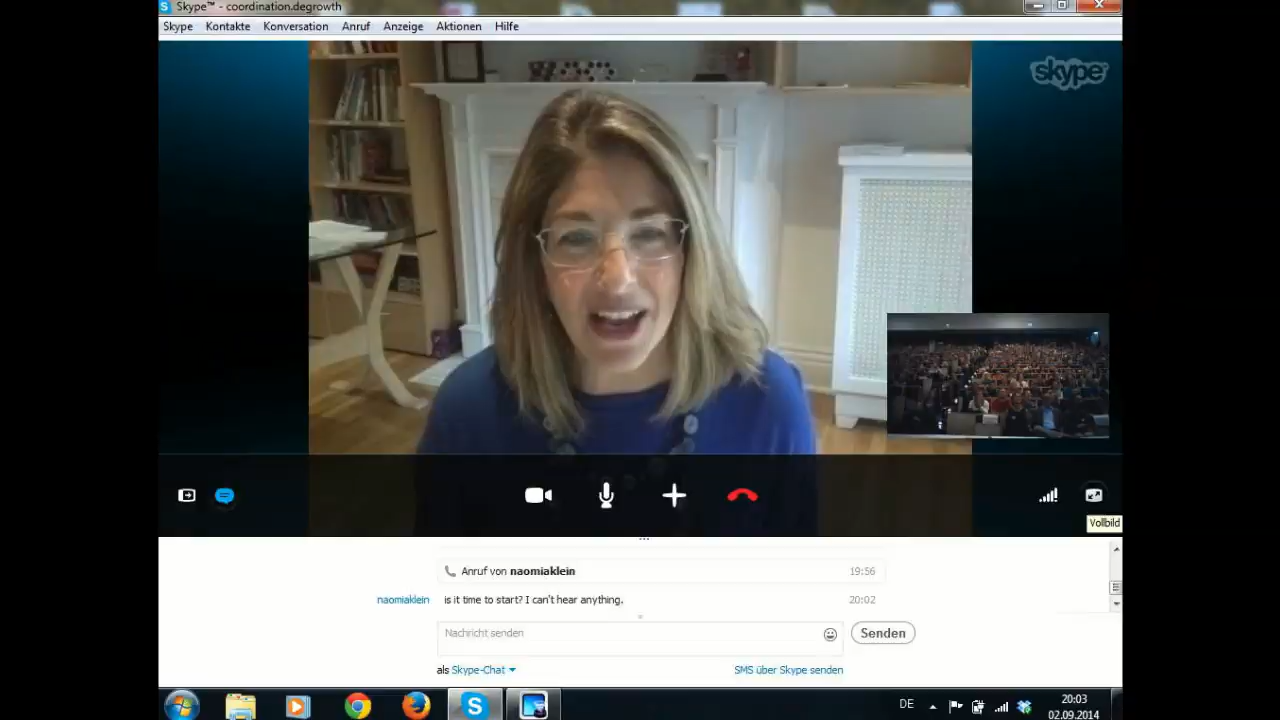 Skype™ - coordination.degrowth
Skype Kontakte Konversation Anruf Anzeige Aktionen Hilfe
skype
Vollbild
Anruf von naomiaklein 19:56
naomiaklein is it time to start? I can't hear anything. 20:02
Nachricht senden Senden
als Skype-Chat SMS über Skype senden
DE 20:03
02.09.2014